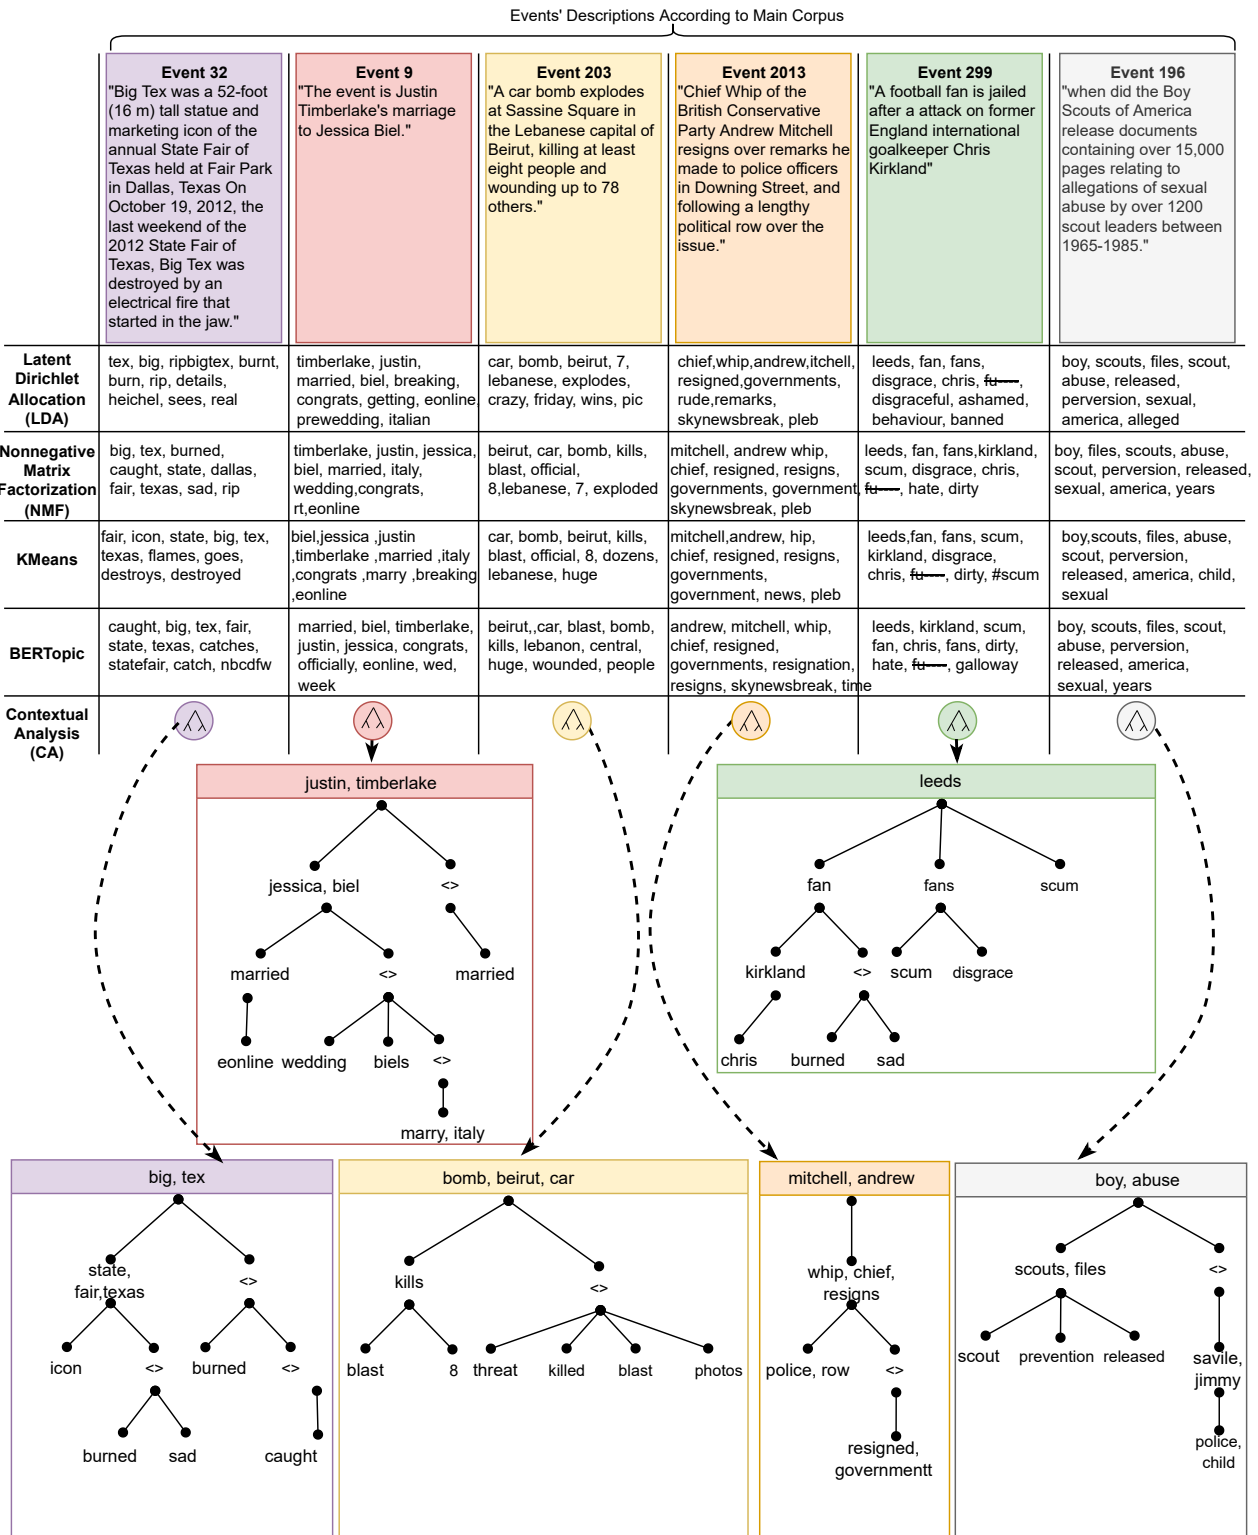 Events' Descriptions According to Main Corpus
Event 32
"Big Tex was a 52-foot
(16 m) tall statue and
marketing icon of the
annual State Fair of
Texas held at Fair Park
in Dallas, Texas On
October 19, 2012, the
last weekend of the
2012 State Fair of
Texas, Big Tex was
destroyed by an
electrical fire that
started in the jaw."
Event 9
"The event is Justin
Timberlake's marriage
to Jessica Biel."
Event 203
"A car bomb explodes
at Sassine Square in
the Lebanese capital of
Beirut, killing at least
eight people and
wounding up to 78
others."
Event 2013
"Chief Whip of the
British Conservative
Party Andrew Mitchell
resigns over remarks he
made to police officers
in Downing Street, and
following a lengthy
political row over the
issue."
Event 299
"A football fan is jailed
after a attack on former
England international
goalkeeper Chris
Kirkland"
Event 196
"when did the Boy
Scouts of America
release documents
containing over 15,000
pages relating to
allegations of sexual
abuse by over 1200
scout leaders between
1965-1985."
Latent
Dirichlet
Allocation
(LDA)
tex, big, ripbigtex, burnt,
burn, rip, details,
heichel, sees, real
timberlake, justin,
married, biel, breaking,
congrats, getting, eonline,
prewedding, italian
car, bomb, beirut, 7,
lebanese, explodes,
crazy, friday, wins, pic
chief,whip,andrew,itchell,
resigned,governments,
rude,remarks,
skynewsbreak, pleb
leeds, fan, fans,
disgrace, chris, fu----,
disgraceful, ashamed,
behaviour, banned
boy, scouts, files, scout,
abuse, released,
perversion, sexual,
america, alleged
Nonnegative
Matrix
Factorization
(NMF)
big, tex, burned,
caught, state, dallas,
fair, texas, sad, rip
timberlake, justin, jessica,
biel, married, italy,
wedding,congrats,
rt,eonline
beirut, car, bomb, kills,
blast, official,
8,lebanese, 7, exploded
mitchell, andrew whip,
chief, resigned, resigns,
governments, government,
skynewsbreak, pleb
leeds, fan, fans,kirkland,
scum, disgrace, chris,
fu----, hate, dirty
boy, files, scouts, abuse,
scout, perversion, released,
sexual, america, years
KMeans
fair, icon, state, big, tex,
texas, flames, goes,
destroys, destroyed
biel,jessica ,justin
,timberlake ,married ,italy
,congrats ,marry ,breaking
,eonline
car, bomb, beirut, kills,
blast, official, 8, dozens,
lebanese, huge
mitchell,andrew, hip,
chief, resigned, resigns,
governments,
government, news, pleb
leeds,fan, fans, scum,
kirkland, disgrace,
chris, fu----, dirty, #scum
boy,scouts, files, abuse,
scout, perversion,
released, america, child,
sexual
BERTopic
caught, big, tex, fair,
state, texas, catches,
statefair, catch, nbcdfw
married, biel, timberlake,
justin, jessica, congrats,
officially, eonline, wed,
week
beirut,,car, blast, bomb,
kills, lebanon, central,
huge, wounded, people
andrew, mitchell, whip,
chief, resigned,
governments, resignation,
resigns, skynewsbreak, time
leeds, kirkland, scum,
fan, chris, fans, dirty,
hate, fu----, galloway
boy, scouts, files, scout,
abuse, perversion,
released, america,
sexual, years
Contextual
Analysis
(CA)
justin, timberlake
jessica, biel
<>
married
<>
married
eonline
wedding
biels
<>
marry, italy
leeds
fan
fans
scum
kirkland
<>
scum
disgrace
chris
burned
sad
big, tex
state,
fair,texas
<>
icon
<>
burned
<>
burned
sad
caught
bomb, beirut, car
kills
<>
blast
8
threat
killed
blast
photos
mitchell, andrew
whip, chief,
resigns
police, row
<>
resigned,
governmentt
boy, abuse
scouts, files
<>
scout
prevention
released
savile,
jimmy
police,
child